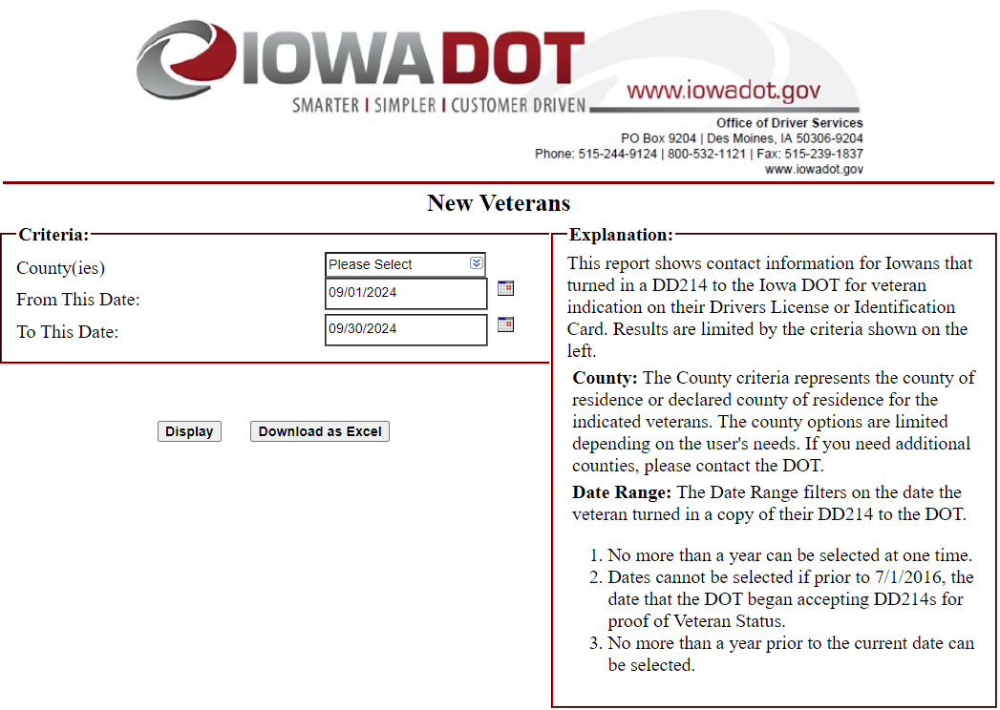 IOWADOT
SMARTER | SIMPLER | CUSTOMER DRIVEN
www.iowadot.gov
Office of Driver Services
PO Box 9204 | Des Moines, IA 50306-9204
Phone: 515-244-9124 | 800-532-1121 | Fax: 515-239-1837
www.iowadot.gov
New Veterans
Criteria:
County(ies)
Please Select
From This Date:
09/01/2024
To This Date:
09/30/2024
Display
Download as Excel
Explanation:
This report shows contact information for Iowans that
turned in a DD214 to the Iowa DOT for veteran
indication on their Drivers License or Identification
Card. Results are limited by the criteria shown on the
left.
County: The County criteria represents the county of
residence or declared county of residence for the
indicated veterans. The county options are limited
depending on the user's needs. If you need additional
counties, please contact the DOT.
Date Range: The Date Range filters on the date the
veteran turned in a copy of their DD214 to the DOT.
1. No more than a year can be selected at one time.
2. Dates cannot be selected if prior to 7/1/2016, the
date that the DOT began accepting DD214s for
proof of Veteran Status.
3. No more than a year prior to the current date can
be selected.